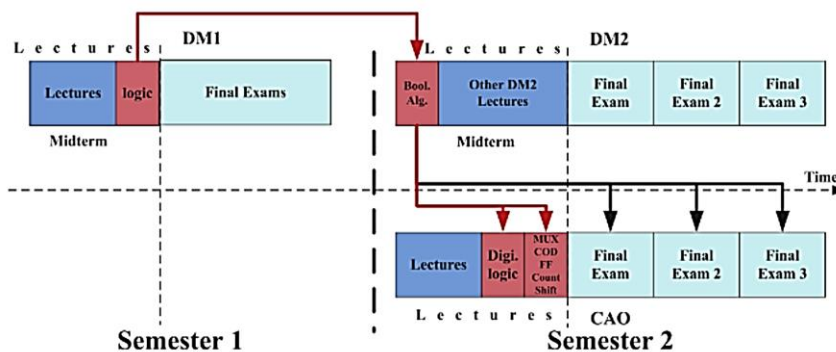 DM1
L e c t u r e s
Lectures
logic
Final Exams
Midterm
DM2
L e c t u r e s
Bool.
Alg.
Other DM2
Lectures
Final
Exam
Final
Exam 2
Final
Exam 3
Midterm
Time
Lectures
Digi.
logic
MUX
COD
FF
Count
Shift
Final
Exam
Final
Exam 2
Final
Exam 3
L e c t u r e s
CAO
Semester 1
Semester 2